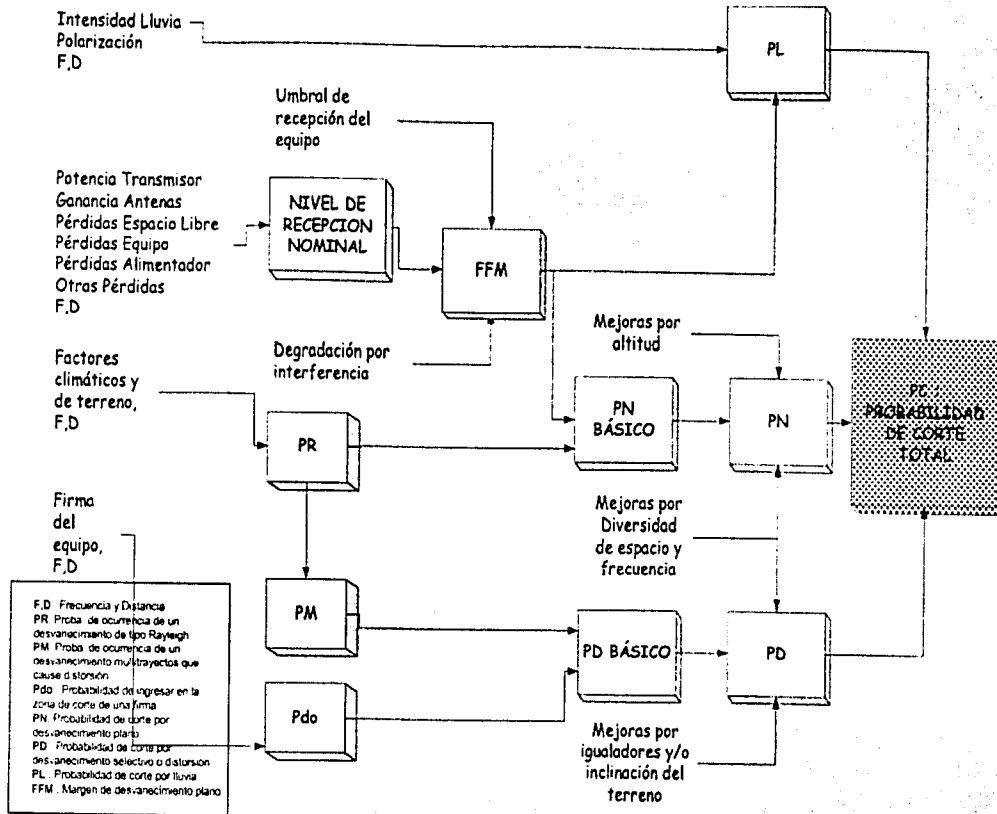 Intensidad Lluvia
Polarización
F,D
PL
Umbral de
recepción del
equipo
Potencia Transmisor
Ganancia Antenas
Pérdidas Espacio Libre
Pérdidas Equipo
Pérdidas Alimentador
Otras Pérdidas
F,D
NIVEL DE
RECEPCION
NOMINAL
FFM
Degradación por
interferencia
Mejoras por
altitud
Factores
climáticos y
de terreno,
F,D
PR
PN
BÁSICO
PN
PC :
PROBABILIDAD
DE CORTE
TOTAL
Firma
del
equipo,
F,D
Mejoras por
Diversidad
de espacio y
frecuencia
PM
PD BÁSICO
PD
Pdo
Mejoras por
igualadores y/o
inclinación del
terreno
F,D Frecuencia y Distancia
PR Proba de ocurrencia de un
desvanecimiento de tipo Rayleigh
PM Proba de ocurrencia de un
desvanecimiento multitrayectos que
cause distorsión
Pdo Probabilidad de ingresar en la
zona de corte de una firma
PN. Probabilidad de corte por
desvanecimiento plano
PD Probabilidad de corte por
desvanecimiento selectivo o distorsión
PL . Probabilidad de corte por lluvia
FFM . Margen de desvanecimiento plano